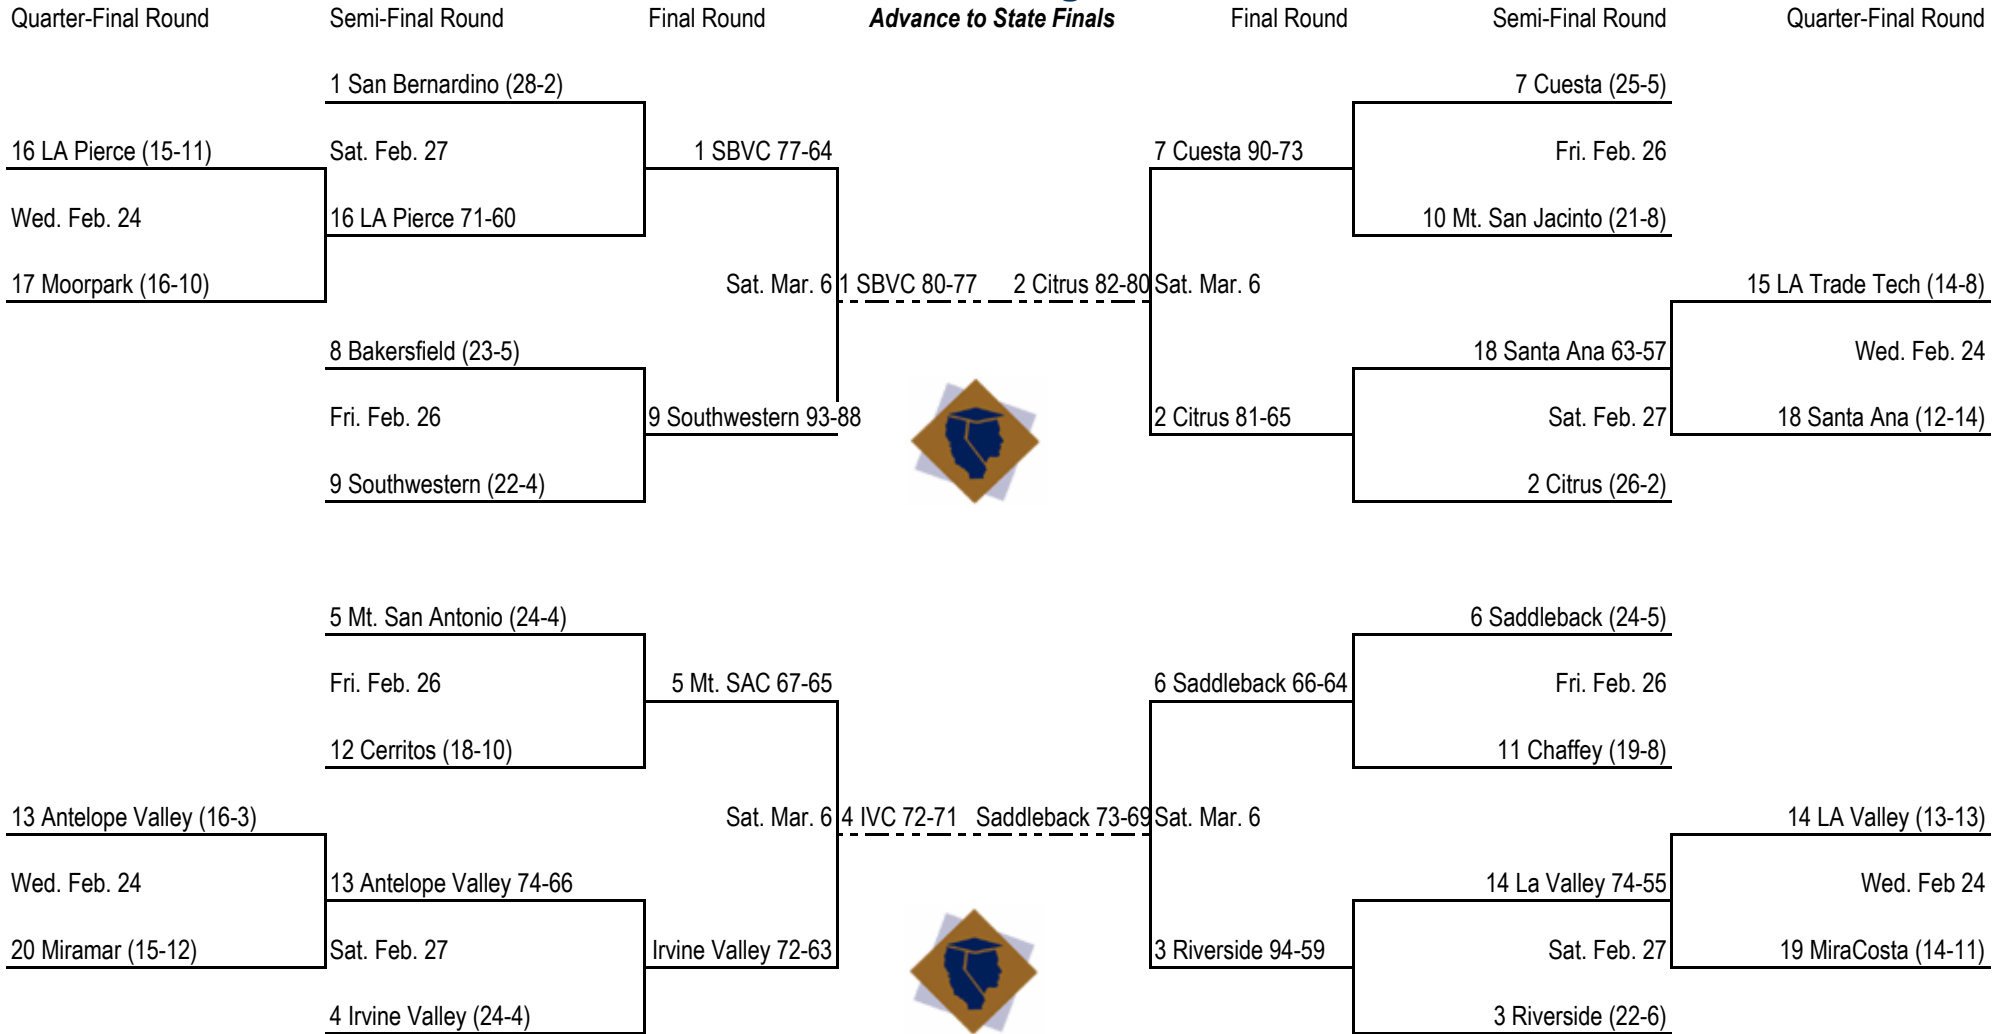 Quarter-Final Round Semi-Final Round Final Round Advance to State Finals Final Round Semi-Final Round Quarter-Final Round
1 San Bernardino (28-2) 7 Cuesta (25-5)
16 LA Pierce (15-11) Sat. Feb. 27 1 SBVC 77-64 7 Cuesta 90-73 Fri. Feb. 26
Wed. Feb. 24 16 LA Pierce 71-60 10 Mt. San Jacinto (21-8)
17 Moorpark (16-10) Sat. Mar. 6 1 SBVC 80-77 2 Citrus 82-80 Sat. Mar. 6 15 LA Trade Tech (14-8)
8 Bakersfield (23-5) 18 Santa Ana 63-57 Wed. Feb. 24
Fri. Feb. 26 9 Southwestern 93-88 2 Citrus 81-65 Sat. Feb. 27 18 Santa Ana (12-14)
9 Southwestern (22-4) 2 Citrus (26-2)
5 Mt. San Antonio (24-4) 6 Saddleback (24-5)
Fri. Feb. 26 5 Mt. SAC 67-65 6 Saddleback 66-64 Fri. Feb. 26
12 Cerritos (18-10) 11 Chaffey (19-8)
13 Antelope Valley (16-3) Sat. Mar. 6 4 IVC 72-71 Saddleback 73-69 Sat. Mar. 6 14 LA Valley (13-13)
Wed. Feb. 24 13 Antelope Valley 74-66 14 La Valley 74-55 Wed. Feb 24
20 Miramar (15-12) Sat. Feb. 27 Irvine Valley 72-63 3 Riverside 94-59 Sat. Feb. 27 19 MiraCosta (14-11)
4 Irvine Valley (24-4) 3 Riverside (22-6)